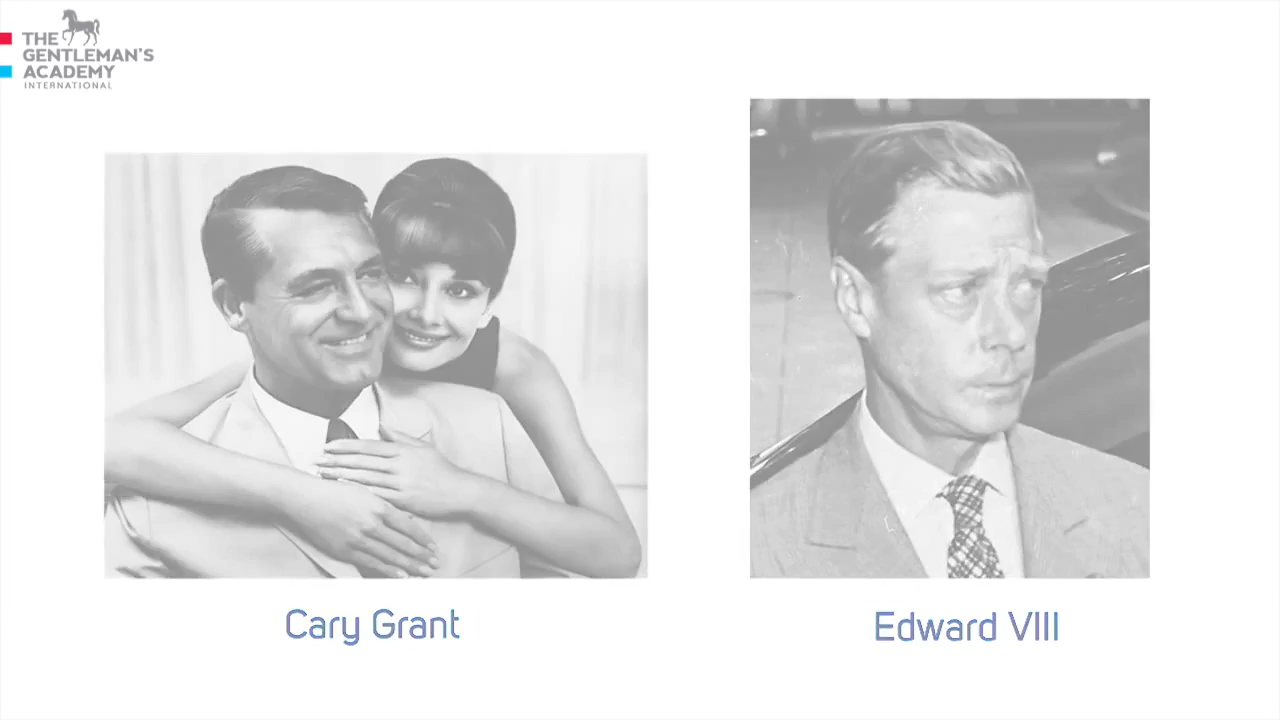 THE
GENTLEMAN'S
ACADEMY
INTERNATIONAL
Cary Grant
Edward VIII